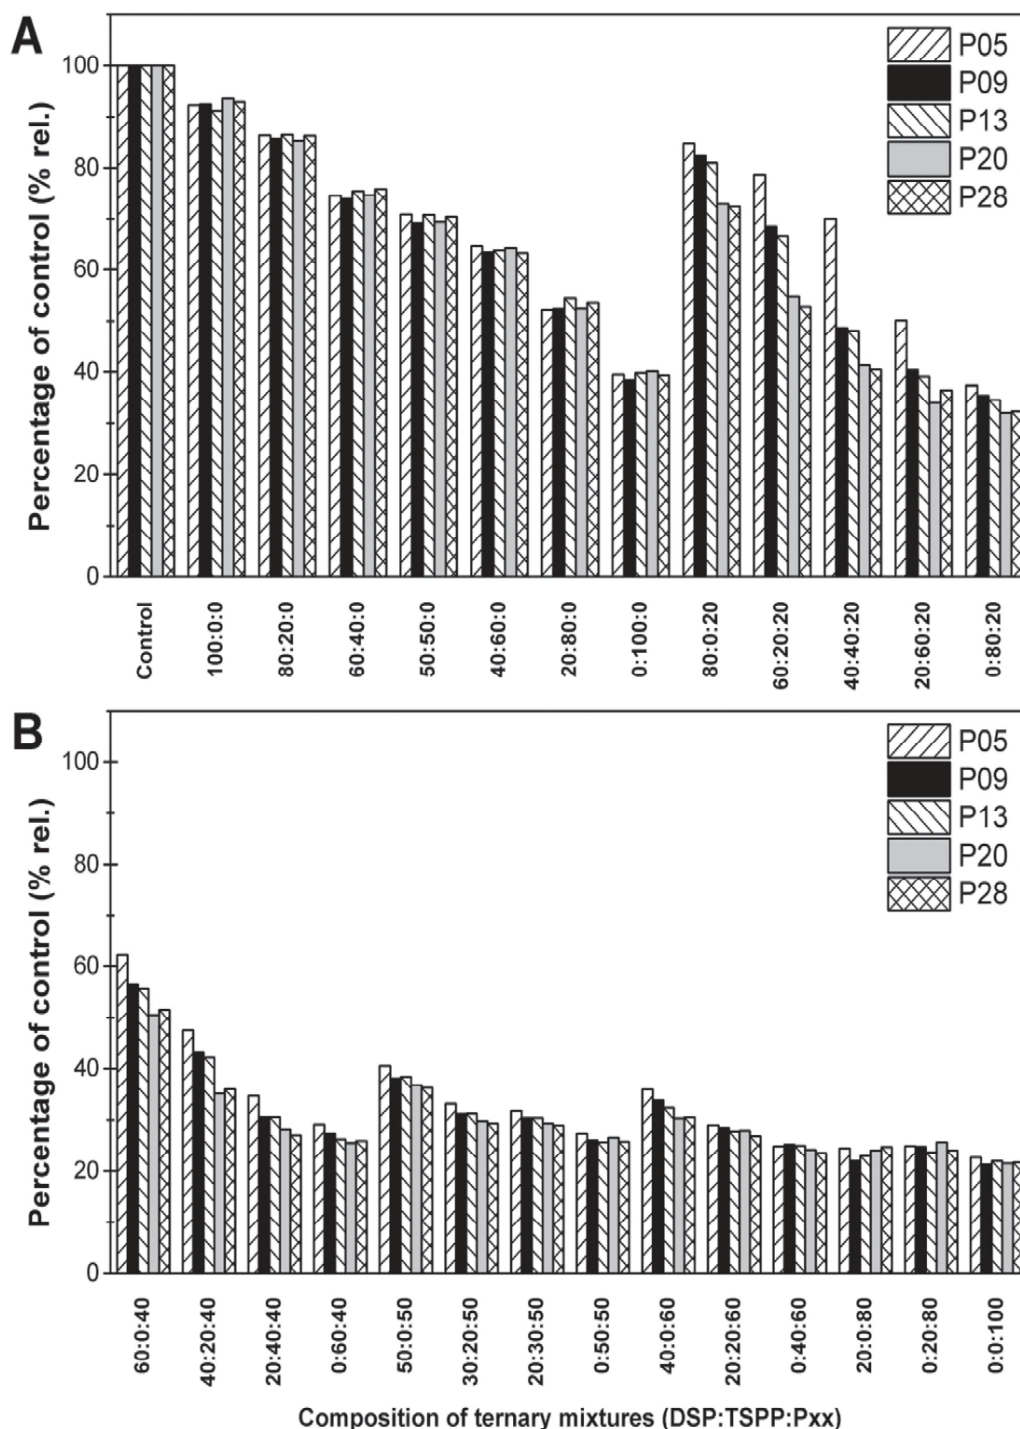 A
P05
P09
P13
P20
P28
Percentage of control (% rel.)
100
80
60
40
20
0
Control
100:0:0
80:20:0
60:40:0
50:50:0
40:60:0
20:80:0
0:100:0
80:0:20
60:20:20
40:40:20
20:60:20
0:80:20
B
P05
P09
P13
P20
P28
Percentage of control (% rel.)
100
80
60
40
20
0
60:0:40
40:20:40
20:40:40
0:60:40
50:0:50
30:20:50
20:30:50
0:50:50
40:0:60
20:20:60
0:40:60
20:0:80
0:20:80
0:0:100
Composition of ternary mixtures (DSP:TSPP:Pxx)